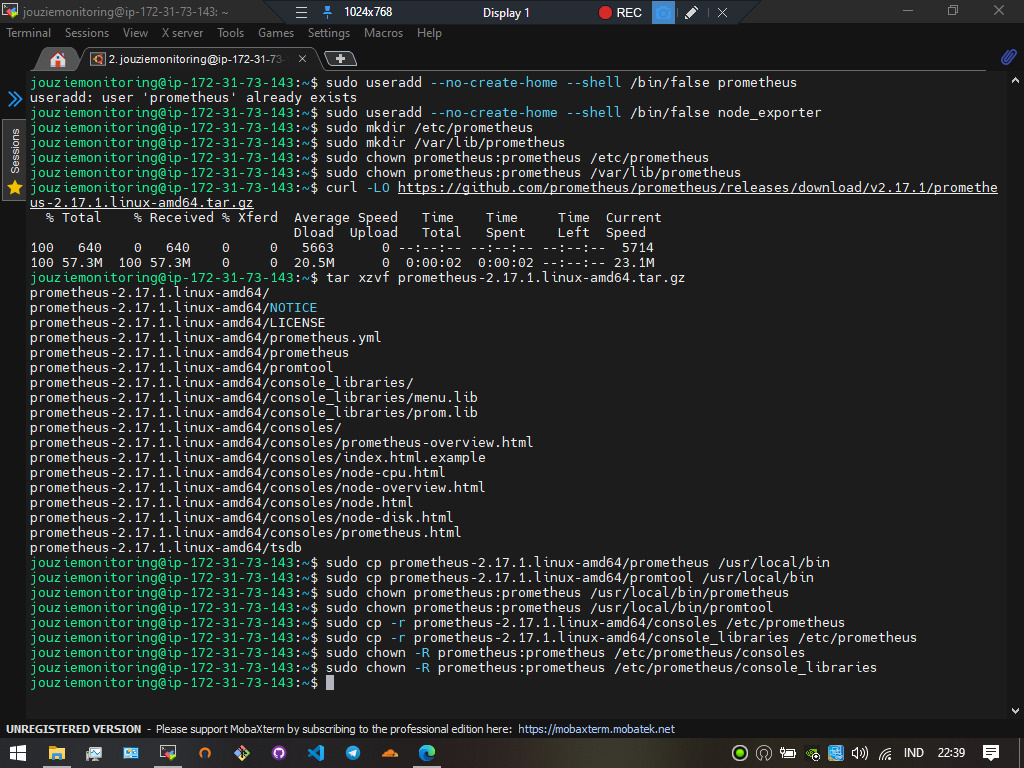 jouziemonitoring@ip-172-31-73-143: ~
1024x768
Display 1
REC
Terminal Sessions View X server Tools Games Settings Macros Help
2. jouziemonitoring@ip-172-31-73-
Sessions
jouziemonitoring@ip-172-31-73-143:~$ sudo useradd --no-create-home --shell /bin/false prometheus
useradd: user 'prometheus' already exists
jouziemonitoring@ip-172-31-73-143:~$ sudo useradd --no-create-home --shell /bin/false node_exporter
jouziemonitoring@ip-172-31-73-143:~$ sudo mkdir /etc/prometheus
jouziemonitoring@ip-172-31-73-143:~$ sudo mkdir /var/lib/prometheus
jouziemonitoring@ip-172-31-73-143:~$ sudo chown prometheus:prometheus /etc/prometheus
jouziemonitoring@ip-172-31-73-143:~$ sudo chown prometheus:prometheus /var/lib/prometheus
jouziemonitoring@ip-172-31-73-143:~$ curl -LO https://github.com/prometheus/prometheus/releases/download/v2.17.1/promethe
us-2.17.1.linux-amd64.tar.gz
  % Total    % Received % Xferd  Average Speed   Time    Time     Time  Current
                                 Dload  Upload   Total   Spent    Left  Speed
100   640    0   640    0     0   5663      0 --:--:-- --:--:-- --:--:--  5714
100 57.3M  100 57.3M    0     0  20.5M      0  0:00:02  0:00:02 --:--:-- 23.1M
jouziemonitoring@ip-172-31-73-143:~$ tar xzvf prometheus-2.17.1.linux-amd64.tar.gz
prometheus-2.17.1.linux-amd64/
prometheus-2.17.1.linux-amd64/NOTICE
prometheus-2.17.1.linux-amd64/LICENSE
prometheus-2.17.1.linux-amd64/prometheus.yml
prometheus-2.17.1.linux-amd64/prometheus
prometheus-2.17.1.linux-amd64/promtool
prometheus-2.17.1.linux-amd64/console_libraries/
prometheus-2.17.1.linux-amd64/console_libraries/menu.lib
prometheus-2.17.1.linux-amd64/console_libraries/prom.lib
prometheus-2.17.1.linux-amd64/consoles/
prometheus-2.17.1.linux-amd64/consoles/prometheus-overview.html
prometheus-2.17.1.linux-amd64/consoles/index.html.example
prometheus-2.17.1.linux-amd64/consoles/node-cpu.html
prometheus-2.17.1.linux-amd64/consoles/node-overview.html
prometheus-2.17.1.linux-amd64/consoles/node.html
prometheus-2.17.1.linux-amd64/consoles/node-disk.html
prometheus-2.17.1.linux-amd64/consoles/prometheus.html
prometheus-2.17.1.linux-amd64/tsdb
jouziemonitoring@ip-172-31-73-143:~$ sudo cp prometheus-2.17.1.linux-amd64/prometheus /usr/local/bin
jouziemonitoring@ip-172-31-73-143:~$ sudo cp prometheus-2.17.1.linux-amd64/promtool /usr/local/bin
jouziemonitoring@ip-172-31-73-143:~$ sudo chown prometheus:prometheus /usr/local/bin/prometheus
jouziemonitoring@ip-172-31-73-143:~$ sudo chown prometheus:prometheus /usr/local/bin/promtool
jouziemonitoring@ip-172-31-73-143:~$ sudo cp -r prometheus-2.17.1.linux-amd64/consoles /etc/prometheus
jouziemonitoring@ip-172-31-73-143:~$ sudo cp -r prometheus-2.17.1.linux-amd64/console_libraries /etc/prometheus
jouziemonitoring@ip-172-31-73-143:~$ sudo chown -R prometheus:prometheus /etc/prometheus/consoles
jouziemonitoring@ip-172-31-73-143:~$ sudo chown -R prometheus:prometheus /etc/prometheus/console_libraries
jouziemonitoring@ip-172-31-73-143:~$
UNREGISTERED VERSION - Please support MobaXterm by subscribing to the professional edition here: https://mobaxterm.mobatek.net
IND 22:39